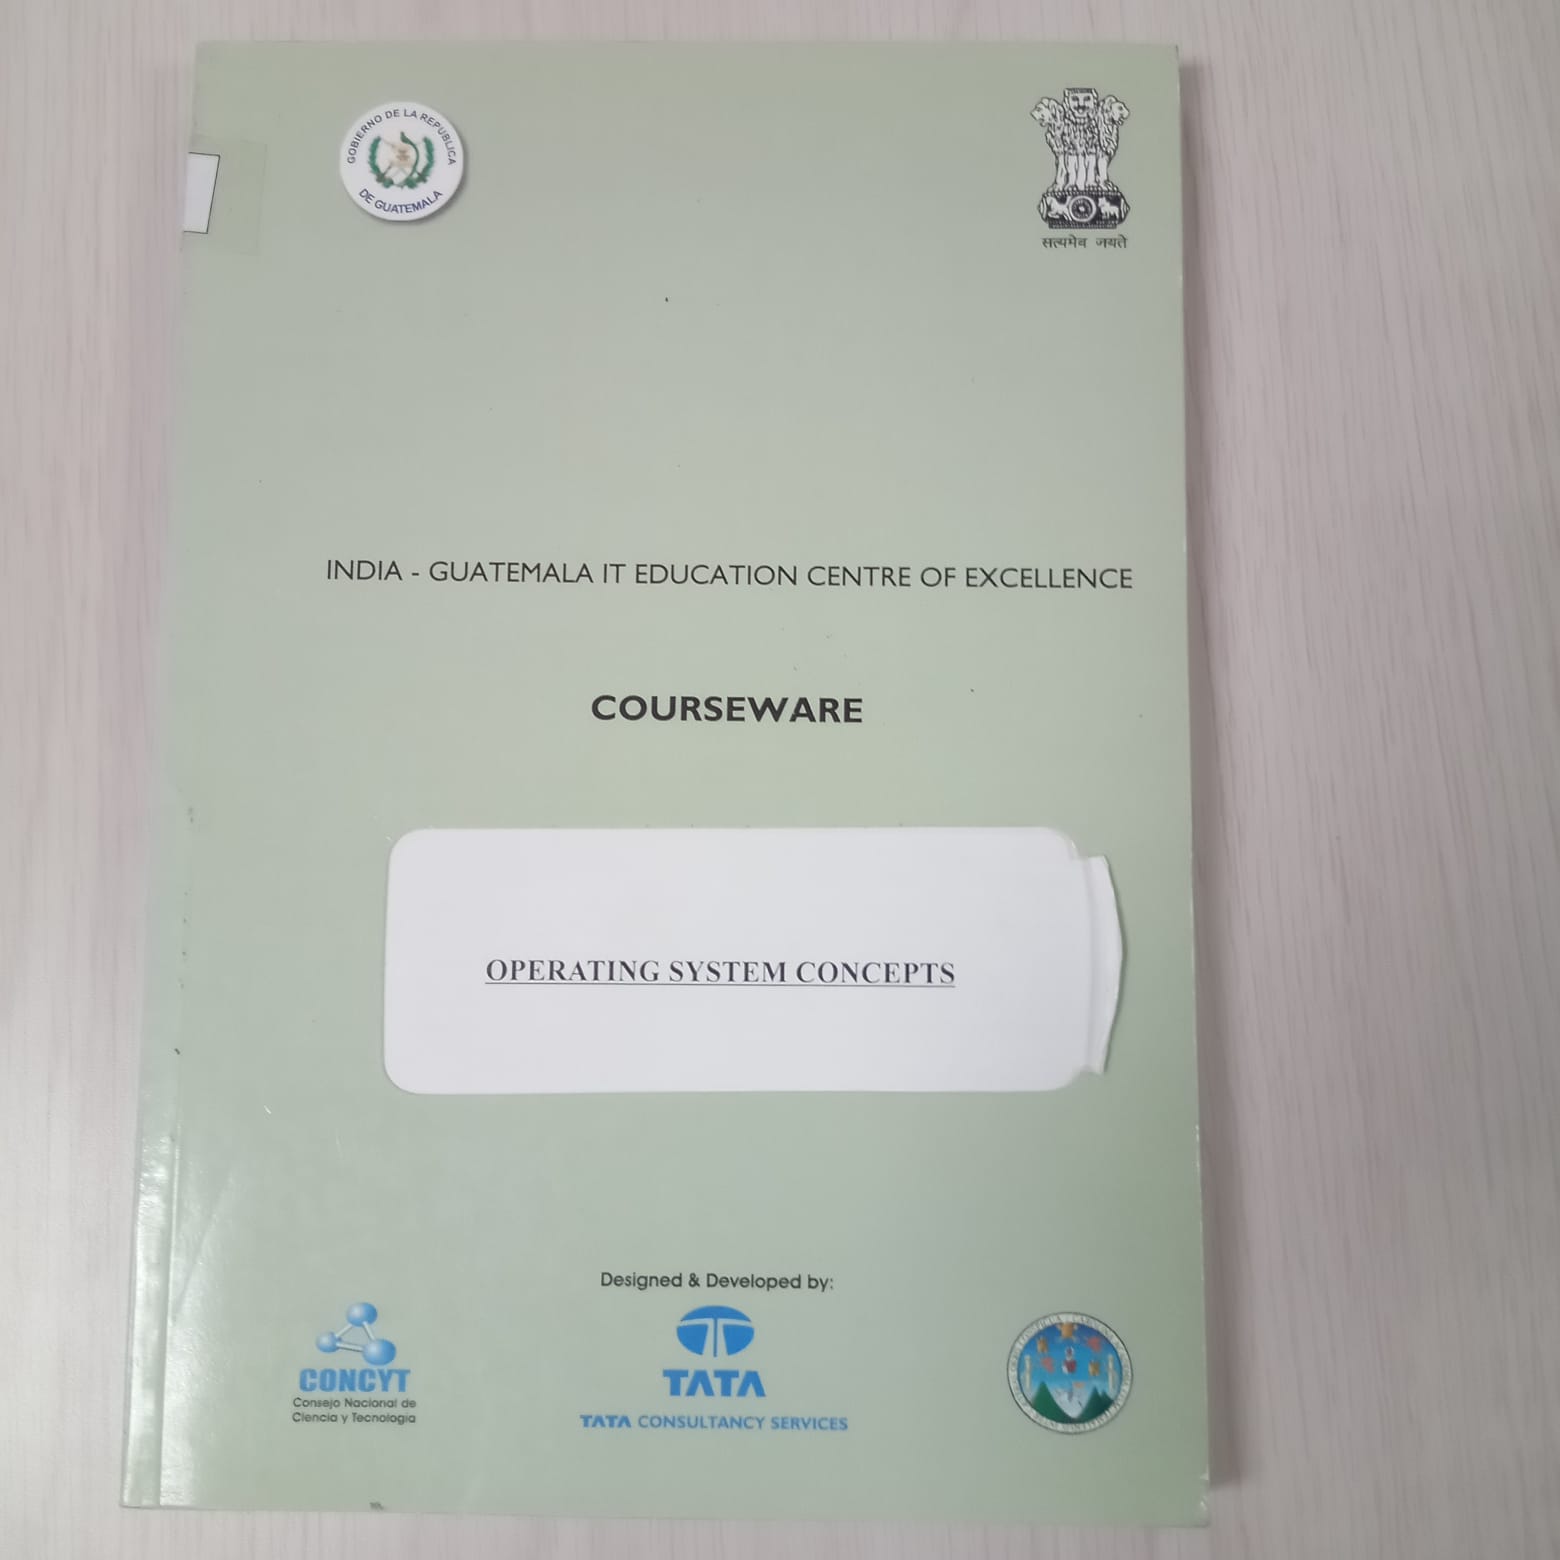 GOBIERNO DE LA REPUBLICA
DE GUATEMALA
सत्यमेव जयते
INDIA - GUATEMALA IT EDUCATION CENTRE OF EXCELLENCE
COURSEWARE
OPERATING SYSTEM CONCEPTS
Designed & Developed by:
CONCYT
Consejo Nacional de
Ciencia y Tecnología
TATA
TATA CONSULTANCY SERVICES